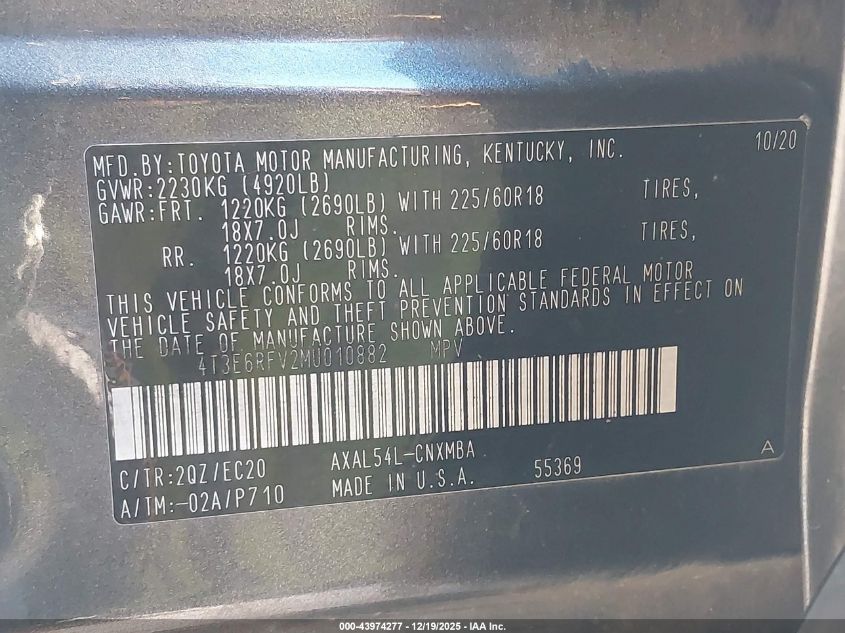 MFD.BY:TOYOTA MOTOR MANUFACTURING, KENTUCKY, INC. 10/20
GVWR:2230KG (4920LB)
GAWR:FRT. 1220KG (2690LB) WITH 225/60R18 TIRES,
18X7.0J RIMS.
RR. 1220KG (2690LB) WITH 225/60R18 TIRES,
18X7.0J RIMS.
THIS VEHICLE CONFORMS TO ALL APPLICABLE FEDERAL MOTOR
VEHICLE SAFETY AND THEFT PREVENTION STANDARDS IN EFFECT ON
THE DATE OF MANUFACTURE SHOWN ABOVE.
4T3E6RFV2MU010882 MPV
C/TR:2QZ/EC20 AXAL54L-CNXMBA A
A/TM:-02A/P710 MADE IN U.S.A. 55369
000-43974277 - 12/19/2025 - IAA Inc.